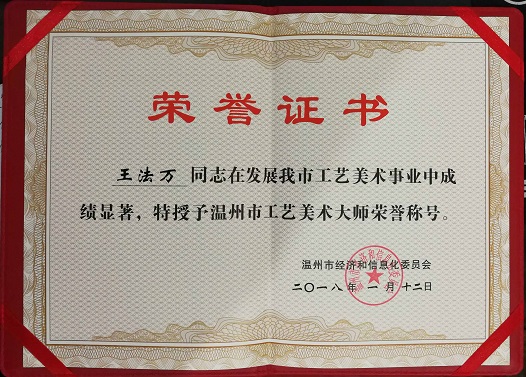 荣誉证书
王法万 同志在发展我市工艺美术事业中成
绩显著，特授予温州市工艺美术大师荣誉称号。
温州市经济和信息化委员会
二〇一八年 一 月 十二日